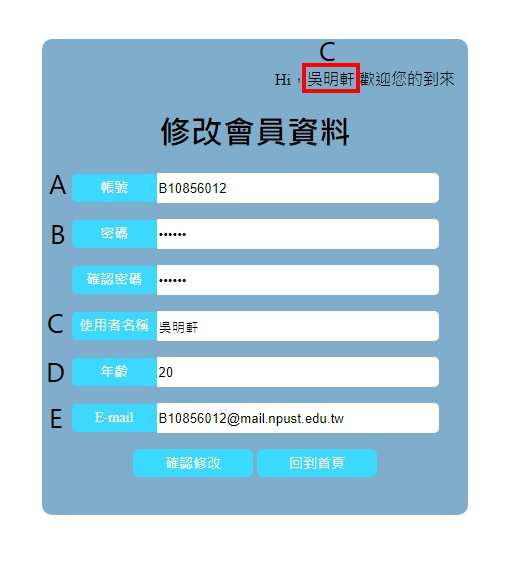 C
Hi，吳明軒 歡迎您的到來
修改會員資料
A 帳號 B10856012
B 密碼 ••••••
確認密碼 ••••••
C 使用者名稱 吳明軒
D 年齡 20
E E-mail B10856012@mail.npust.edu.tw
確認修改 回到首頁